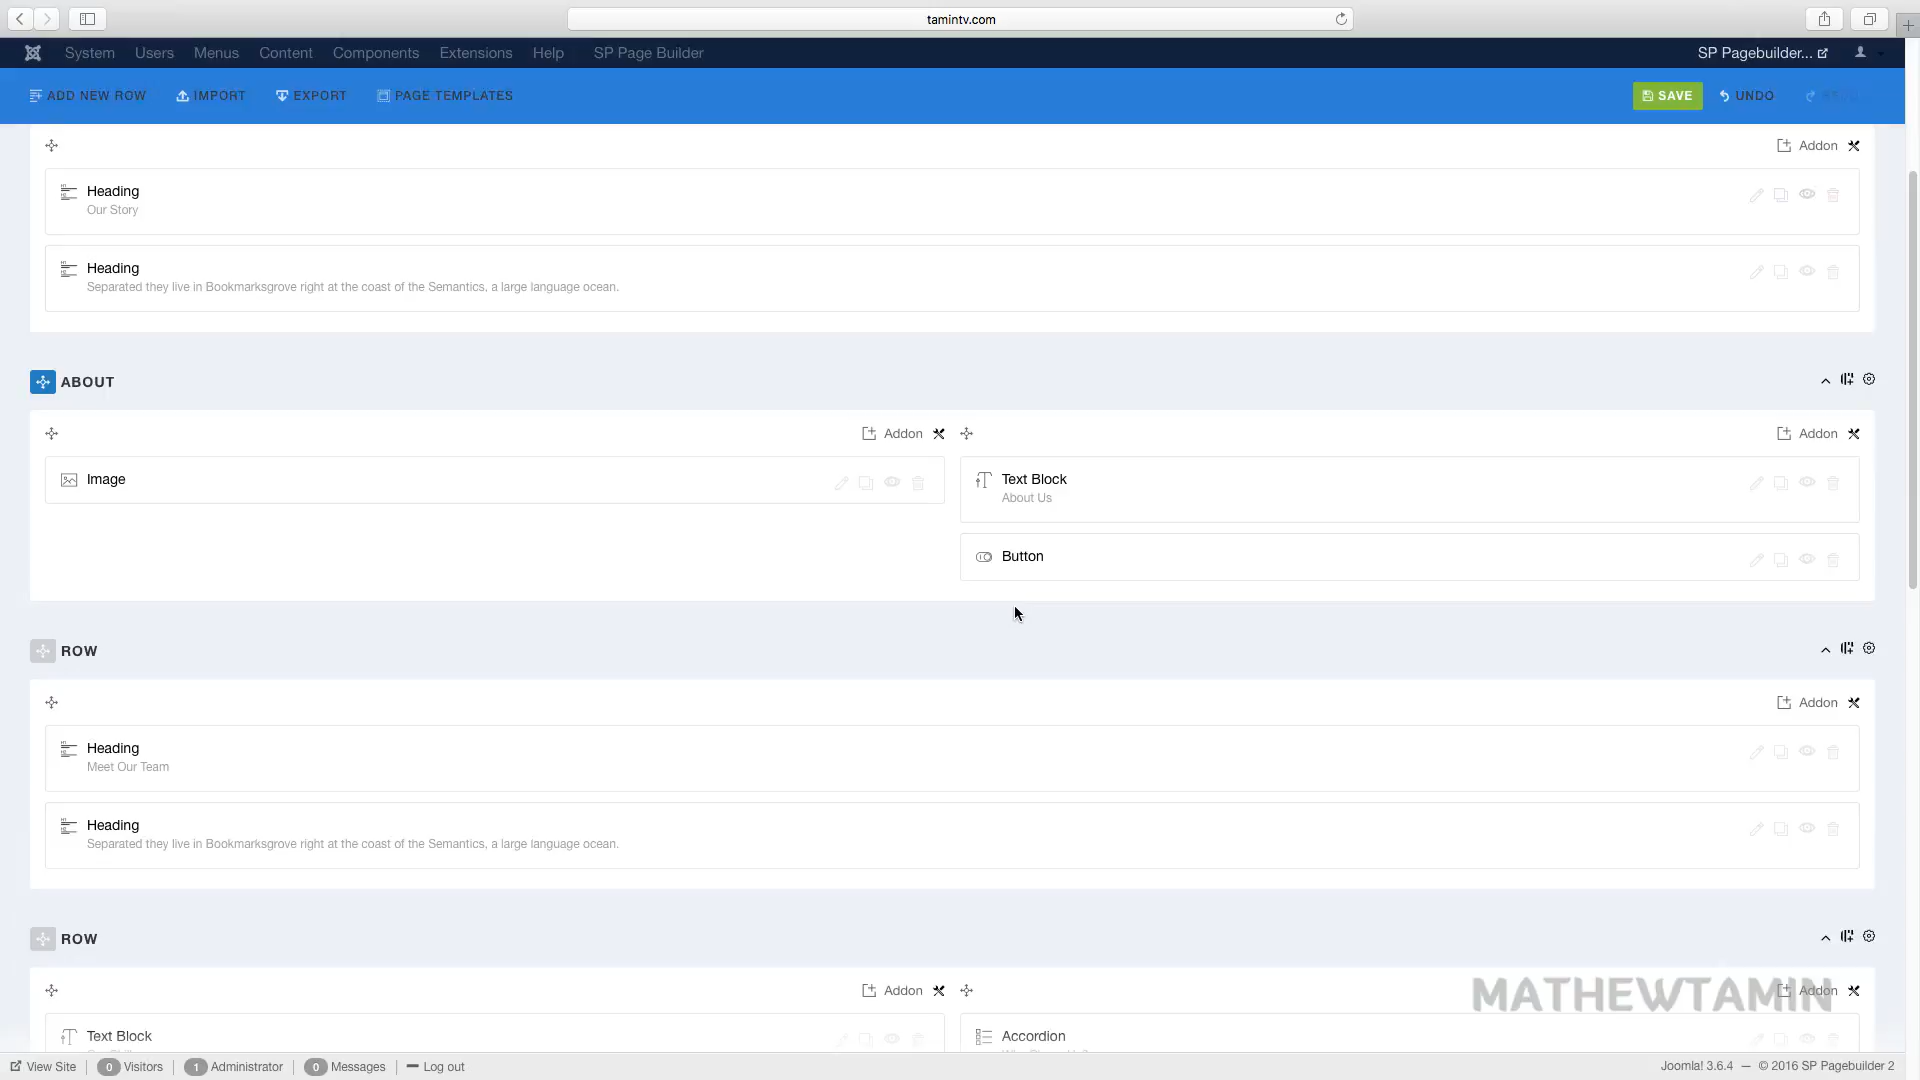 tamintv.com
System Users Menus Content Components Extensions Help SP Page Builder SP Pagebuilder...
ADD NEW ROW IMPORT EXPORT PAGE TEMPLATES SAVE UNDO
Addon
Heading
Our Story
Heading
Separated they live in Bookmarksgrove right at the coast of the Semantics, a large language ocean.
ABOUT
Addon Addon
Image
Text Block
About Us
Button
ROW
Addon
Heading
Meet Our Team
Heading
Separated they live in Bookmarksgrove right at the coast of the Semantics, a large language ocean.
ROW
Addon Addon
MATHEWTAMIN
Text Block Accordion
View Site 0 Visitors 1 Administrator 0 Messages Log out Joomla! 3.6.4 — © 2016 SP Pagebuilder 2